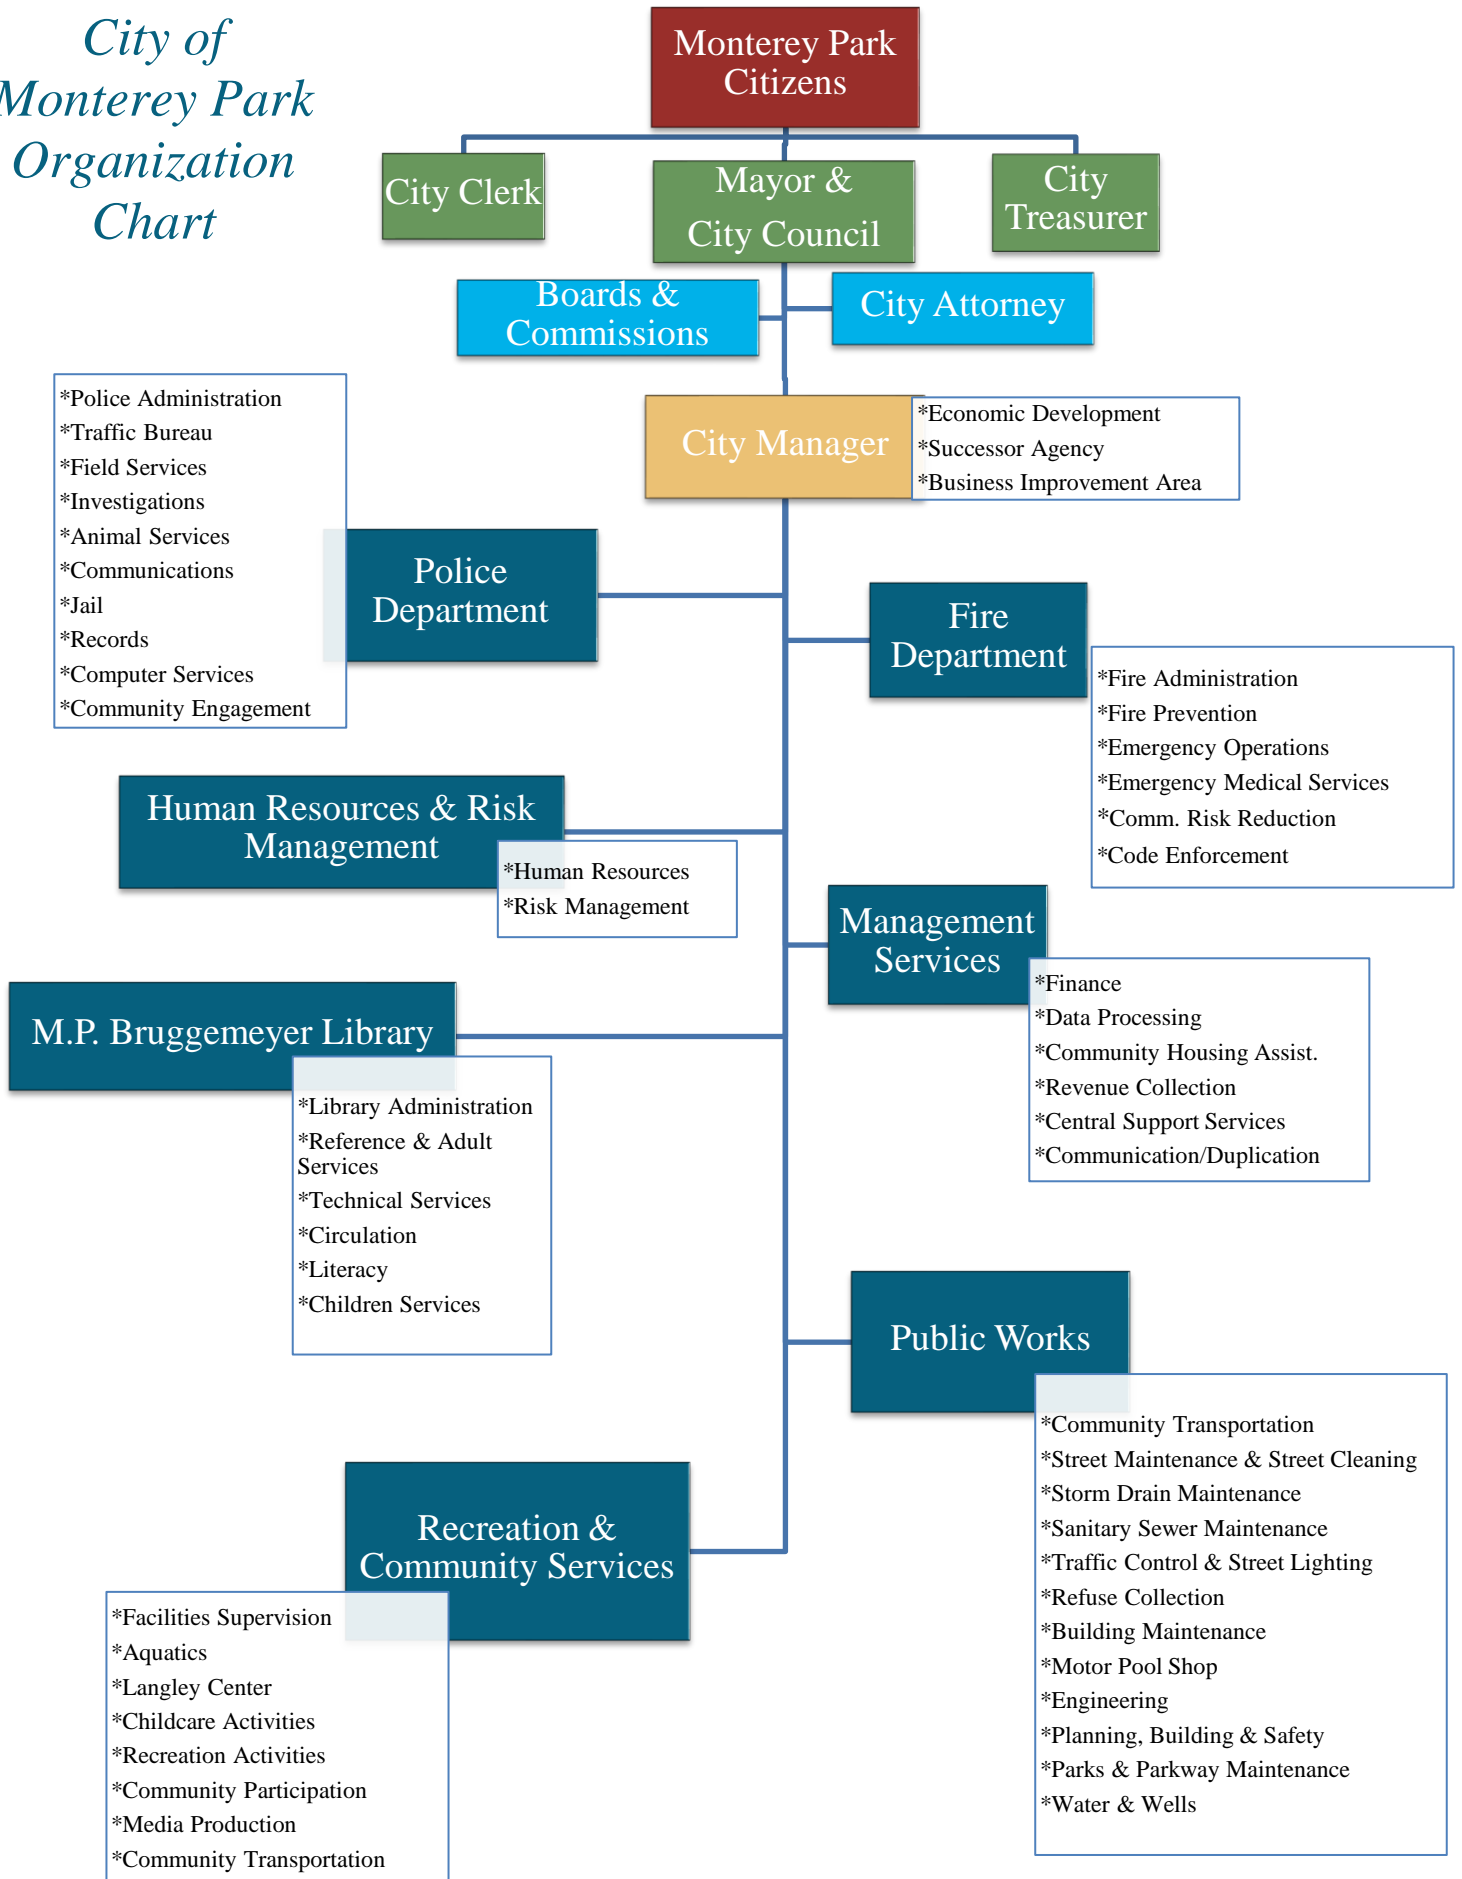 City of
Monterey Park
Organization
Chart
Monterey Park
Citizens
City Clerk
Mayor &
City Council
City
Treasurer
Boards &
Commissions
City Attorney
City Manager
*Economic Development
*Successor Agency
*Business Improvement Area
*Police Administration
*Traffic Bureau
*Field Services
*Investigations
*Animal Services
*Communications
*Jail
*Records
*Computer Services
*Community Engagement
Police
Department
Fire
Department
*Fire Administration
*Fire Prevention
*Emergency Operations
*Emergency Medical Services
*Comm. Risk Reduction
*Code Enforcement
Human Resources & Risk
Management
*Human Resources
*Risk Management
Management
Services
*Finance
*Data Processing
*Community Housing Assist.
*Revenue Collection
*Central Support Services
*Communication/Duplication
M.P. Bruggemeyer Library
*Library Administration
*Reference & Adult
Services
*Technical Services
*Circulation
*Literacy
*Children Services
Public Works
*Community Transportation
*Street Maintenance & Street Cleaning
*Storm Drain Maintenance
*Sanitary Sewer Maintenance
*Traffic Control & Street Lighting
*Refuse Collection
*Building Maintenance
*Motor Pool Shop
*Engineering
*Planning, Building & Safety
*Parks & Parkway Maintenance
*Water & Wells
Recreation &
Community Services
*Facilities Supervision
*Aquatics
*Langley Center
*Childcare Activities
*Recreation Activities
*Community Participation
*Media Production
*Community Transportation